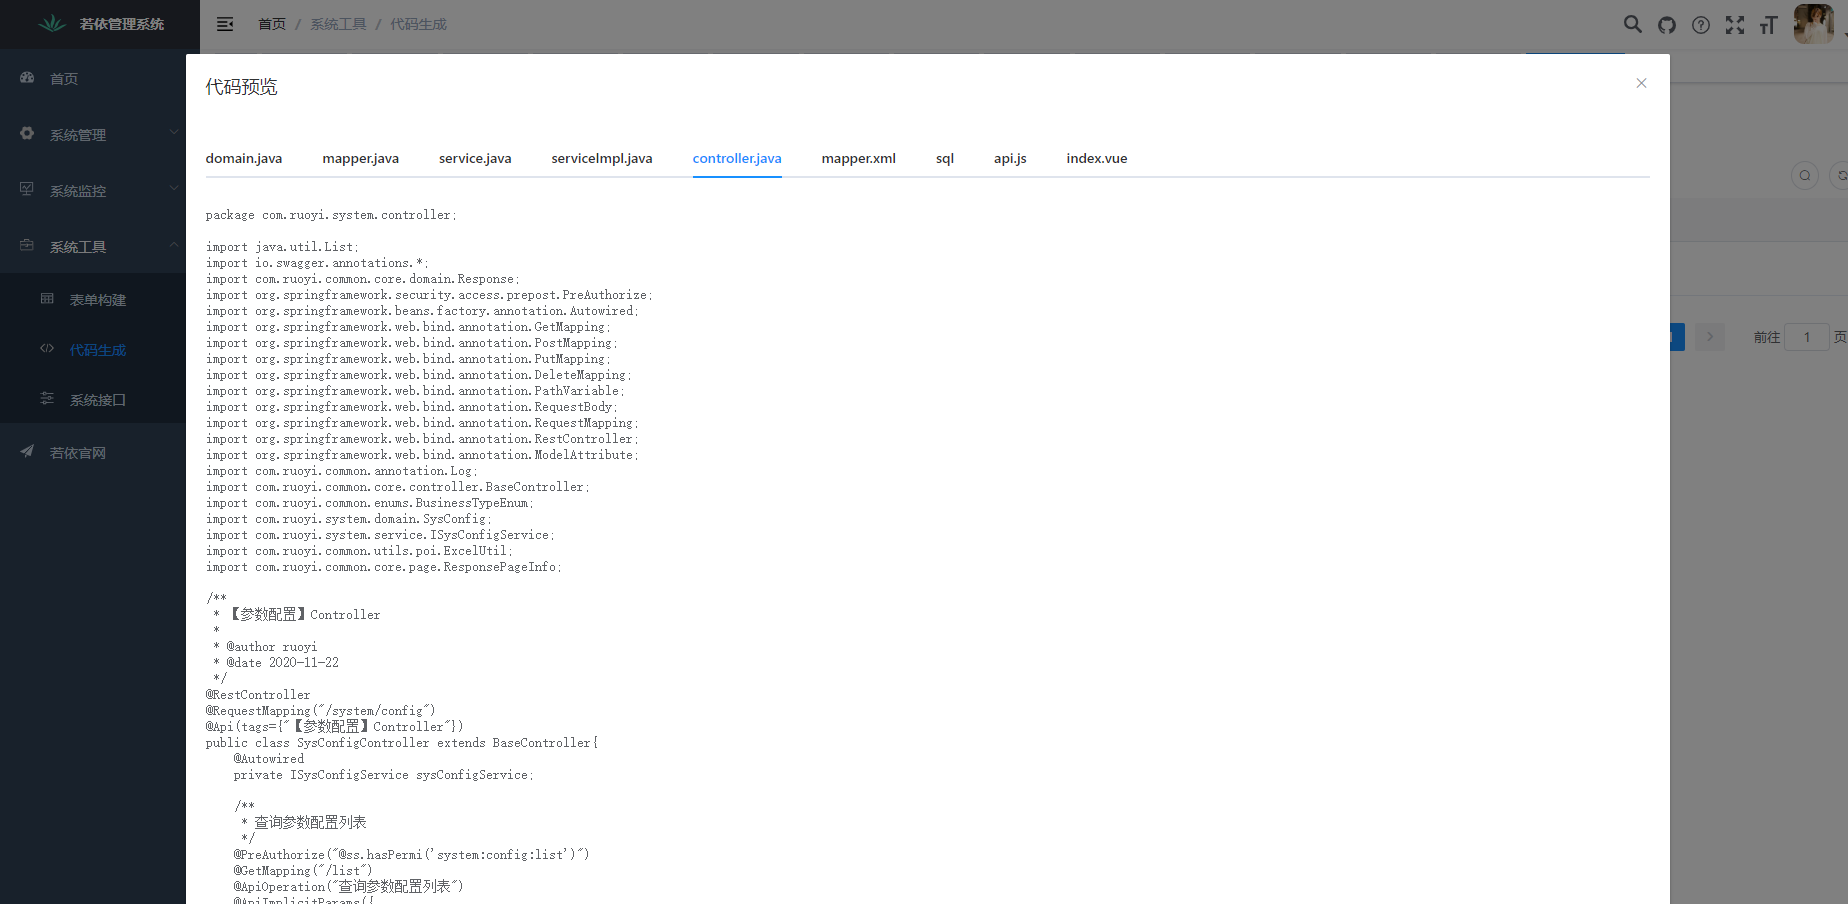 若依管理系统
首页 / 系统工具 / 代码生成
首页
系统管理
系统监控
系统工具
表单构建
代码生成
系统接口
若依官网
代码预览
domain.java mapper.java service.java serviceImpl.java controller.java mapper.xml sql api.js index.vue
package com.ruoyi.system.controller;
import java.util.List;
import io.swagger.annotations.*;
import com.ruoyi.common.core.domain.Response;
import org.springframework.security.access.prepost.PreAuthorize;
import org.springframework.beans.factory.annotation.Autowired;
import org.springframework.web.bind.annotation.GetMapping;
import org.springframework.web.bind.annotation.PostMapping;
import org.springframework.web.bind.annotation.PutMapping;
import org.springframework.web.bind.annotation.DeleteMapping;
import org.springframework.web.bind.annotation.PathVariable;
import org.springframework.web.bind.annotation.RequestBody;
import org.springframework.web.bind.annotation.RequestMapping;
import org.springframework.web.bind.annotation.RestController;
import org.springframework.web.bind.annotation.ModelAttribute;
import com.ruoyi.common.annotation.Log;
import com.ruoyi.common.core.controller.BaseController;
import com.ruoyi.common.enums.BusinessTypeEnum;
import com.ruoyi.system.domain.SysConfig;
import com.ruoyi.system.service.ISysConfigService;
import com.ruoyi.common.utils.poi.ExcelUtil;
import com.ruoyi.common.core.page.ResponsePageInfo;
/**
 * 【参数配置】Controller
 *
 * @author ruoyi
 * @date 2020-11-22
 */
@RestController
@RequestMapping("/system/config")
@Api(tags={"【参数配置】Controller"})
public class SysConfigController extends BaseController{
    @Autowired
    private ISysConfigService sysConfigService;
    /**
     * 查询参数配置列表
     */
    @PreAuthorize("@ss.hasPermi('system:config:list')")
    @GetMapping("/list")
    @ApiOperation("查询参数配置列表")
    @ApiImplicitParams({
前往 1 页